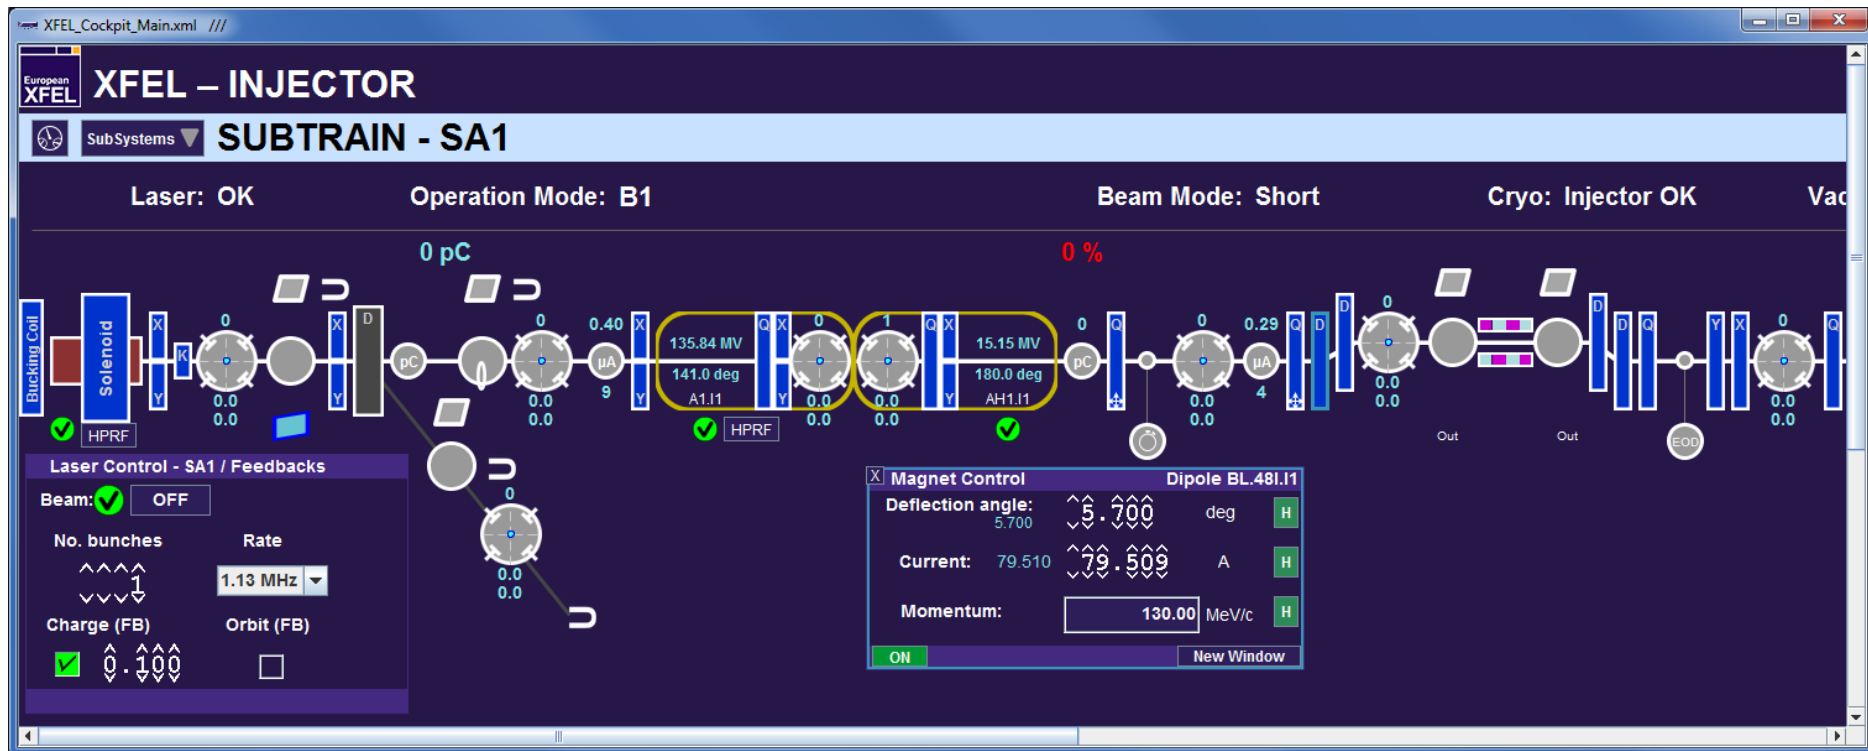 XFEL_Cockpit_Main.xml ///
European
XFEL
XFEL – INJECTOR
SubSystems SUBTRAIN - SA1
Laser: OK Operation Mode: B1 Beam Mode: Short Cryo: Injector OK Vac
0 pC 0 %
Bucking Coil
Solenoid
X Y K 0 0.0 0.0 X Y D pC 0 0.0 0.0 0.40 µA 9 X Y
135.84 MV
141.0 deg
A1.I1
Q X Y 0 0.0 0.0
1 0.0 0.0 Q X Y
15.15 MV
180.0 deg
AH1.I1
0 pC Q 0 0.0 0.0 0.29 µA 4 Q D D 0 0.0 0.0 D D Q Y X 0 0.0 0.0 Q
HPRF HPRF
Out Out EOD
0
0.0
0.0
Laser Control - SA1 / Feedbacks
Beam: OFF
No. bunches Rate
1 1.13 MHz
Charge (FB) Orbit (FB)
0.100
X Magnet Control Dipole BL.48I.I1
Deflection angle: 5.700 5.700 deg H
Current: 79.510 79.509 A H
Momentum: 130.00 MeV/c H
ON New Window